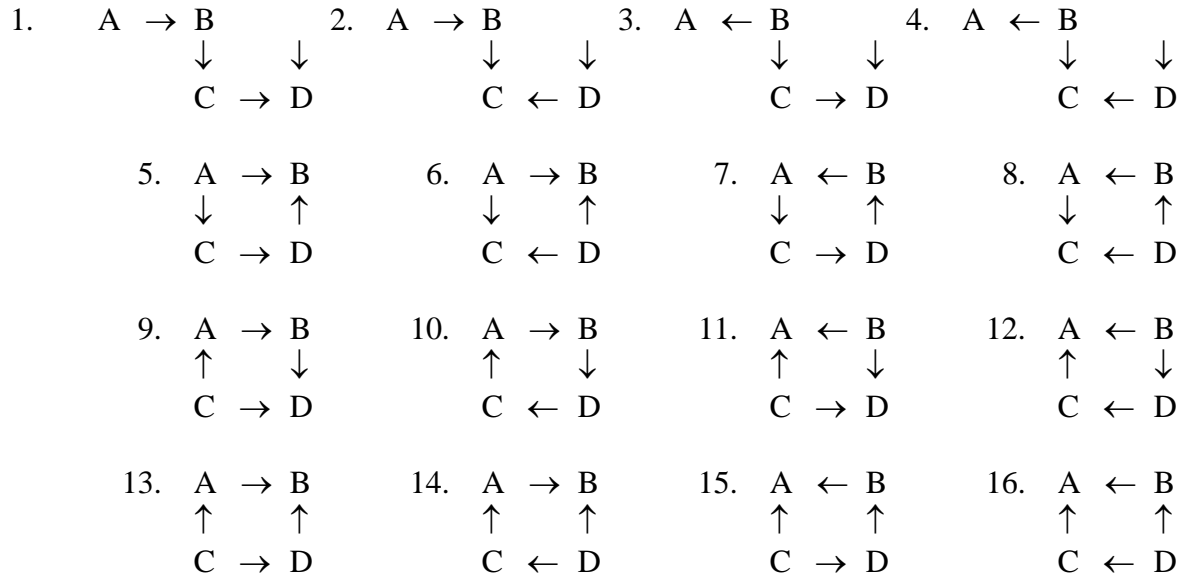 1. A → B 2. A → B 3. A ← B 4. A ← B
↓ ↓ ↓ ↓ ↓ ↓ ↓ ↓
C → D C ← D C → D C ← D
5. A → B 6. A → B 7. A ← B 8. A ← B
↓ ↑ ↓ ↑ ↓ ↑ ↓ ↑
C → D C ← D C → D C ← D
9. A → B 10. A → B 11. A ← B 12. A ← B
↑ ↓ ↑ ↓ ↑ ↓ ↑ ↓
C → D C ← D C → D C ← D
13. A → B 14. A → B 15. A ← B 16. A ← B
↑ ↑ ↑ ↑ ↑ ↑ ↑ ↑
C → D C ← D C → D C ← D